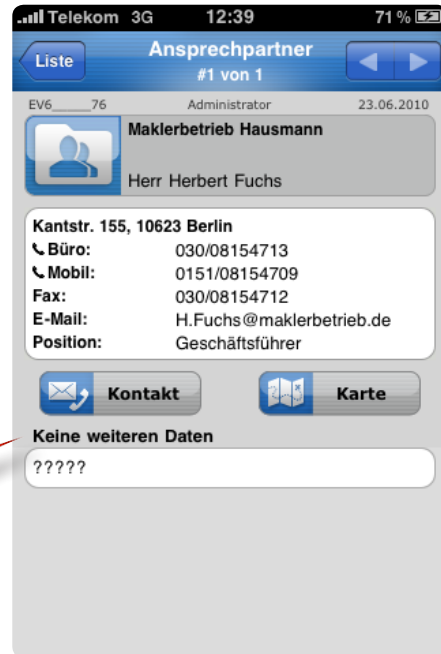 Telekom 3G 12:39 71 %
Liste Ansprechpartner
#1 von 1
EV6_____76 Administrator 23.06.2010
Maklerbetrieb Hausmann
Herr Herbert Fuchs
Kantstr. 155, 10623 Berlin
Büro: 030/08154713
Mobil: 0151/08154709
Fax: 030/08154712
E-Mail: H.Fuchs@maklerbetrieb.de
Position: Geschäftsführer
Kontakt Karte
Keine weiteren Daten
?????